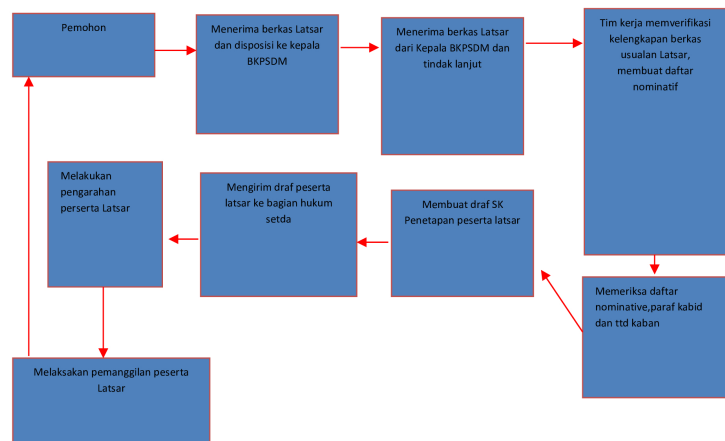 Pemohon
Menerima berkas Latsar
dan disposisi ke kepala
BKPSDM
Menerima berkas Latsar
dari Kepala BKPSDM dan
tindak lanjut
Tim kerja memverifikasi
kelengkapan berkas
usualan Latsar,
membuat daftar
nominatif
Melakukan
pengarahan
perserta Latsar
Mengirim draf peserta
latsar ke bagian hukum
setda
Membuat draf SK
Penetapan peserta latsar
Memeriksa daftar
nominative,paraf kabid
dan ttd kaban
Melaksakan pemanggilan peserta
Latsar